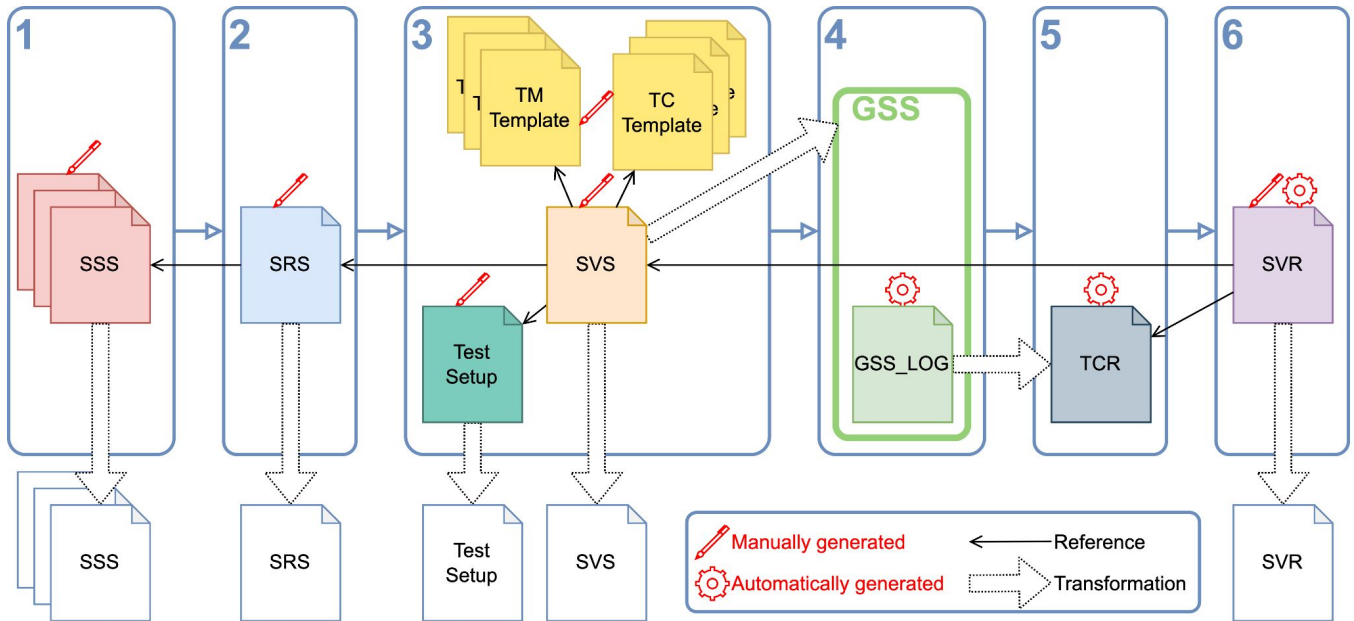 1
2
3
4
5
6
T
T
TM
Template
TC
Template
e
e
GSS
SSS
SRS
SVS
SVR
Test
Setup
GSS_LOG
TCR
SSS
SRS
Test
Setup
SVS
SVR
Manually generated
Reference
Automatically generated
Transformation